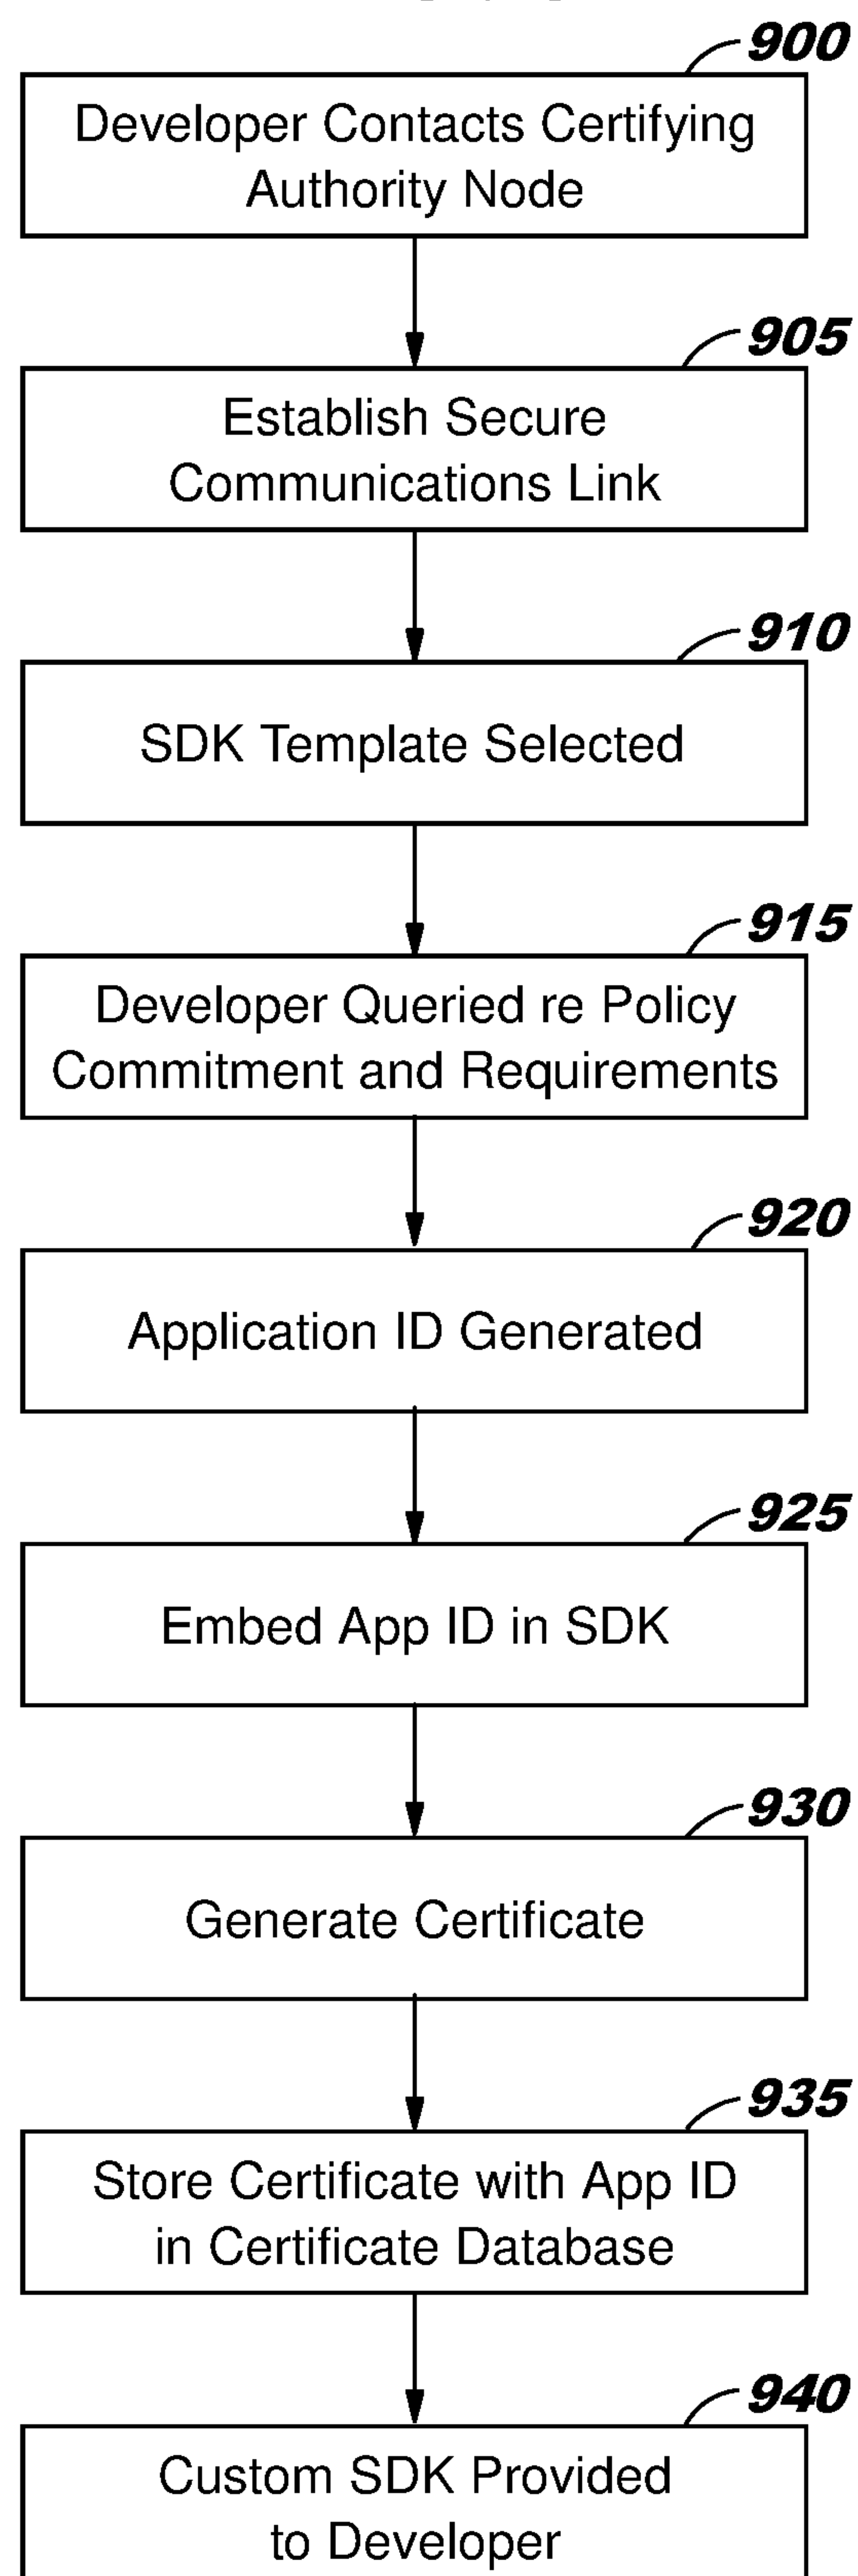 900
Developer Contacts Certifying
Authority Node
905
Establish Secure
Communications Link
910
SDK Template Selected
915
Developer Queried re Policy
Commitment and Requirements
920
Application ID Generated
925
Embed App ID in SDK
930
Generate Certificate
935
Store Certificate with App ID
in Certificate Database
940
Custom SDK Provided
to Developer